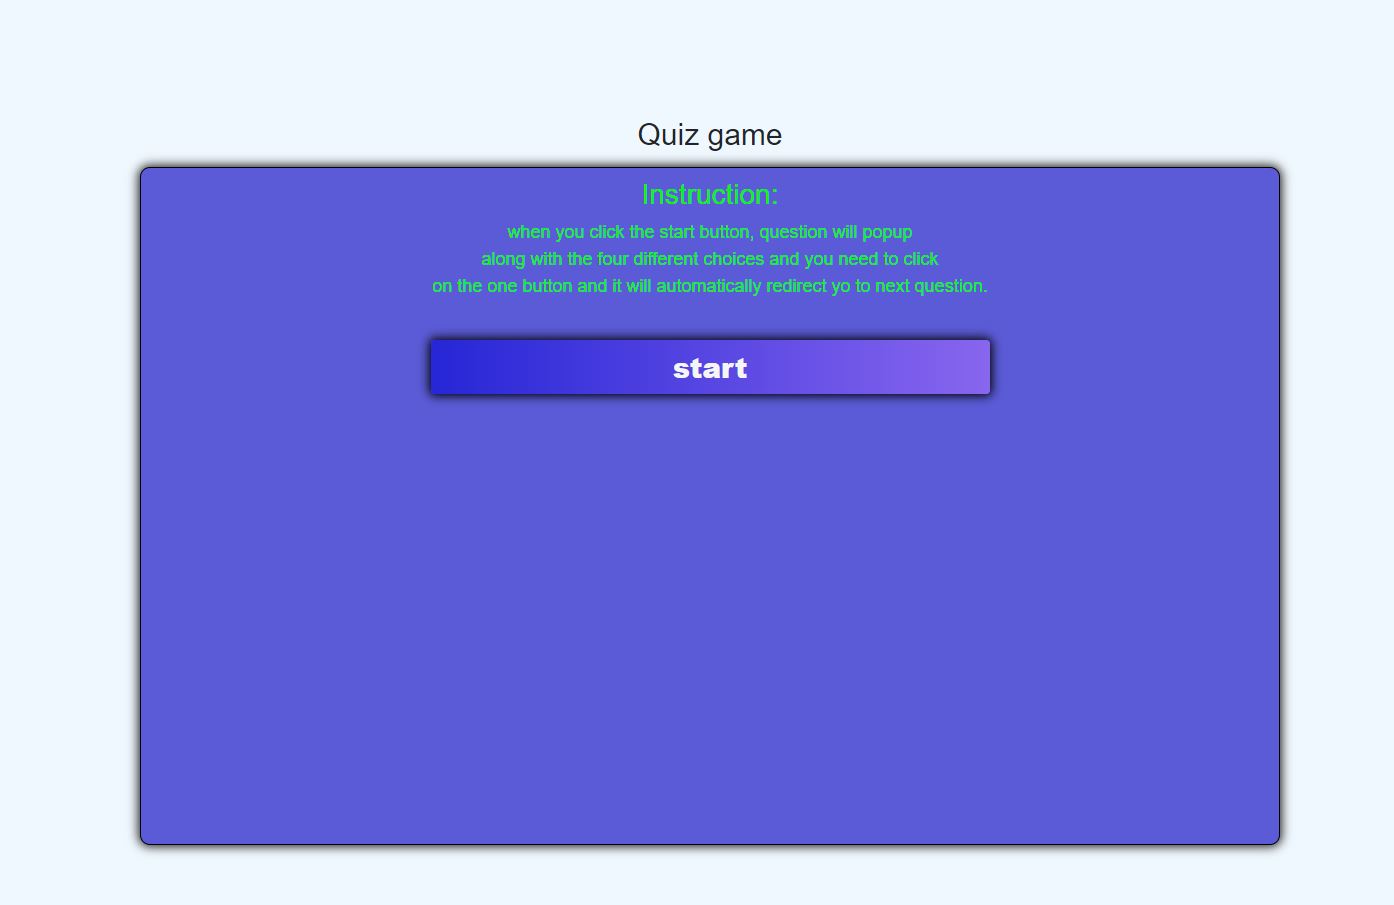 Quiz game
Instruction:
when you click the start button, question will popup
along with the four different choices and you need to click
on the one button and it will automatically redirect yo to next question.
start